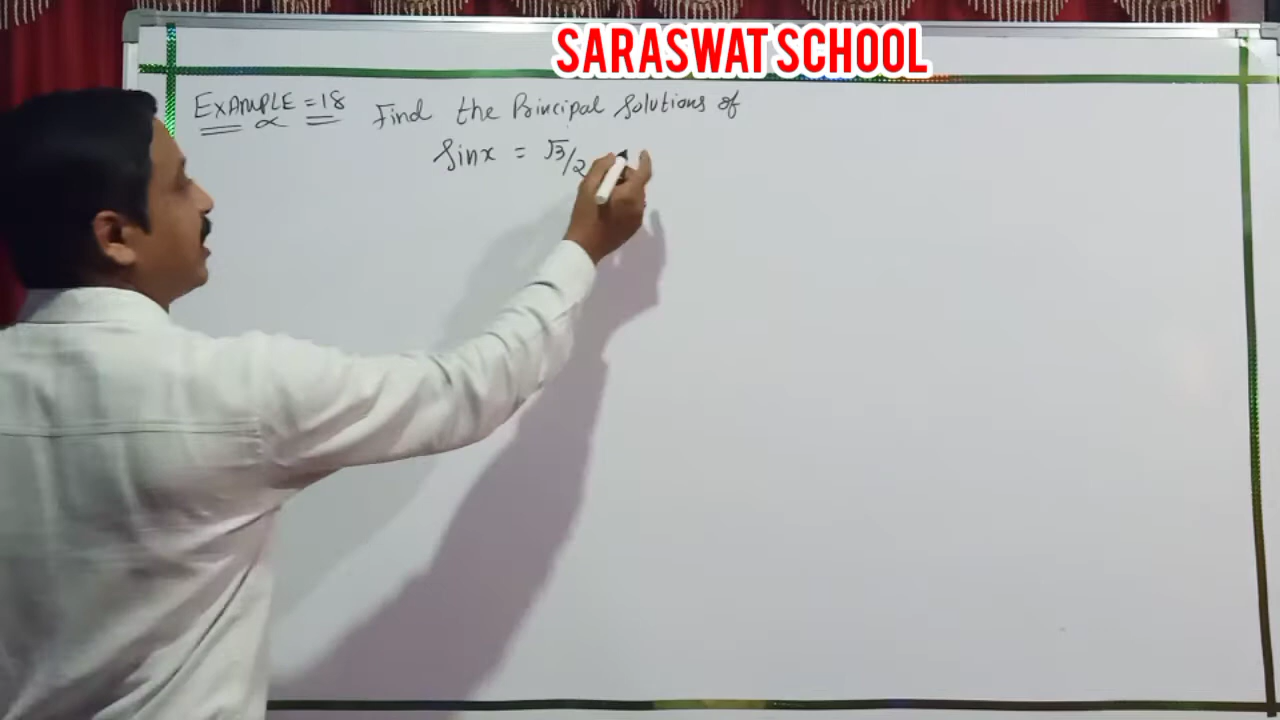 SARASWAT SCHOOL
EXAMPLE = 18 Find the Principal Solutions of
Sinx = √3/2